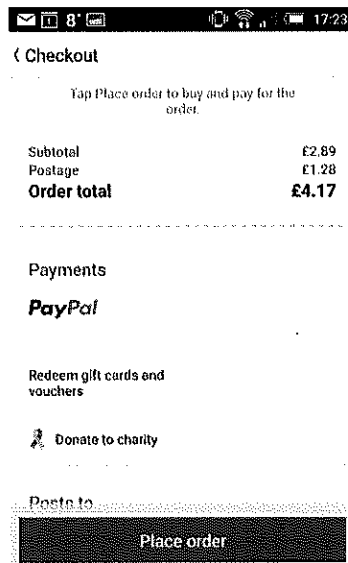 8° 17:23
‹ Checkout
Tap Place order to buy and pay for the
order.
Subtotal £2.89
Postage £1.28
Order total £4.17
Payments
PayPal
Redeem gift cards and
vouchers
Donate to charity
Posts to
Place order